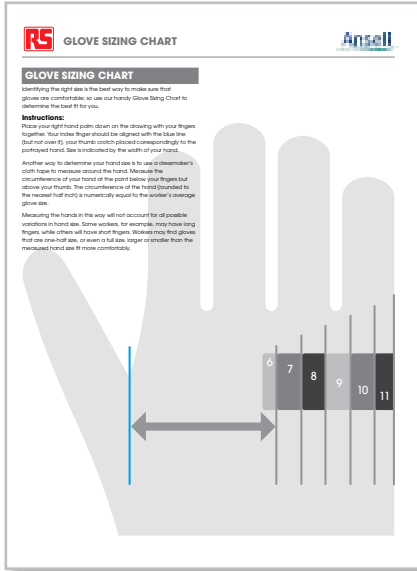 RS GLOVE SIZING CHART Ansell
GLOVE SIZING CHART
Identifying the right size is the best way to make sure that
gloves are comfortable; so use our handy Glove Sizing Chart to
determine the best fit for you.
Instructions:
Place your right hand palm down on the drawing with your fingers
together. Your index finger should be aligned with the blue line
(but not over it), your thumb crotch placed correspondingly to the
portrayed hand. Size is indicated by the width of your hand.
Another way to determine your hand size is to use a dressmaker's
cloth tape to measure around the hand. Measure the
circumference of your hand at the point below your fingers but
above your thumb. The circumference of the hand (rounded to
the nearest half inch) is numerically equal to the worker's average
glove size.
Measuring the hands in this way will not account for all possible
variations in hand size. Some workers, for example, may have long
fingers, while others will have short fingers. Workers may find gloves
that are one-half size, or even a full size, larger or smaller than the
measured hand size fit more comfortably.
6 7 8 9 10 11